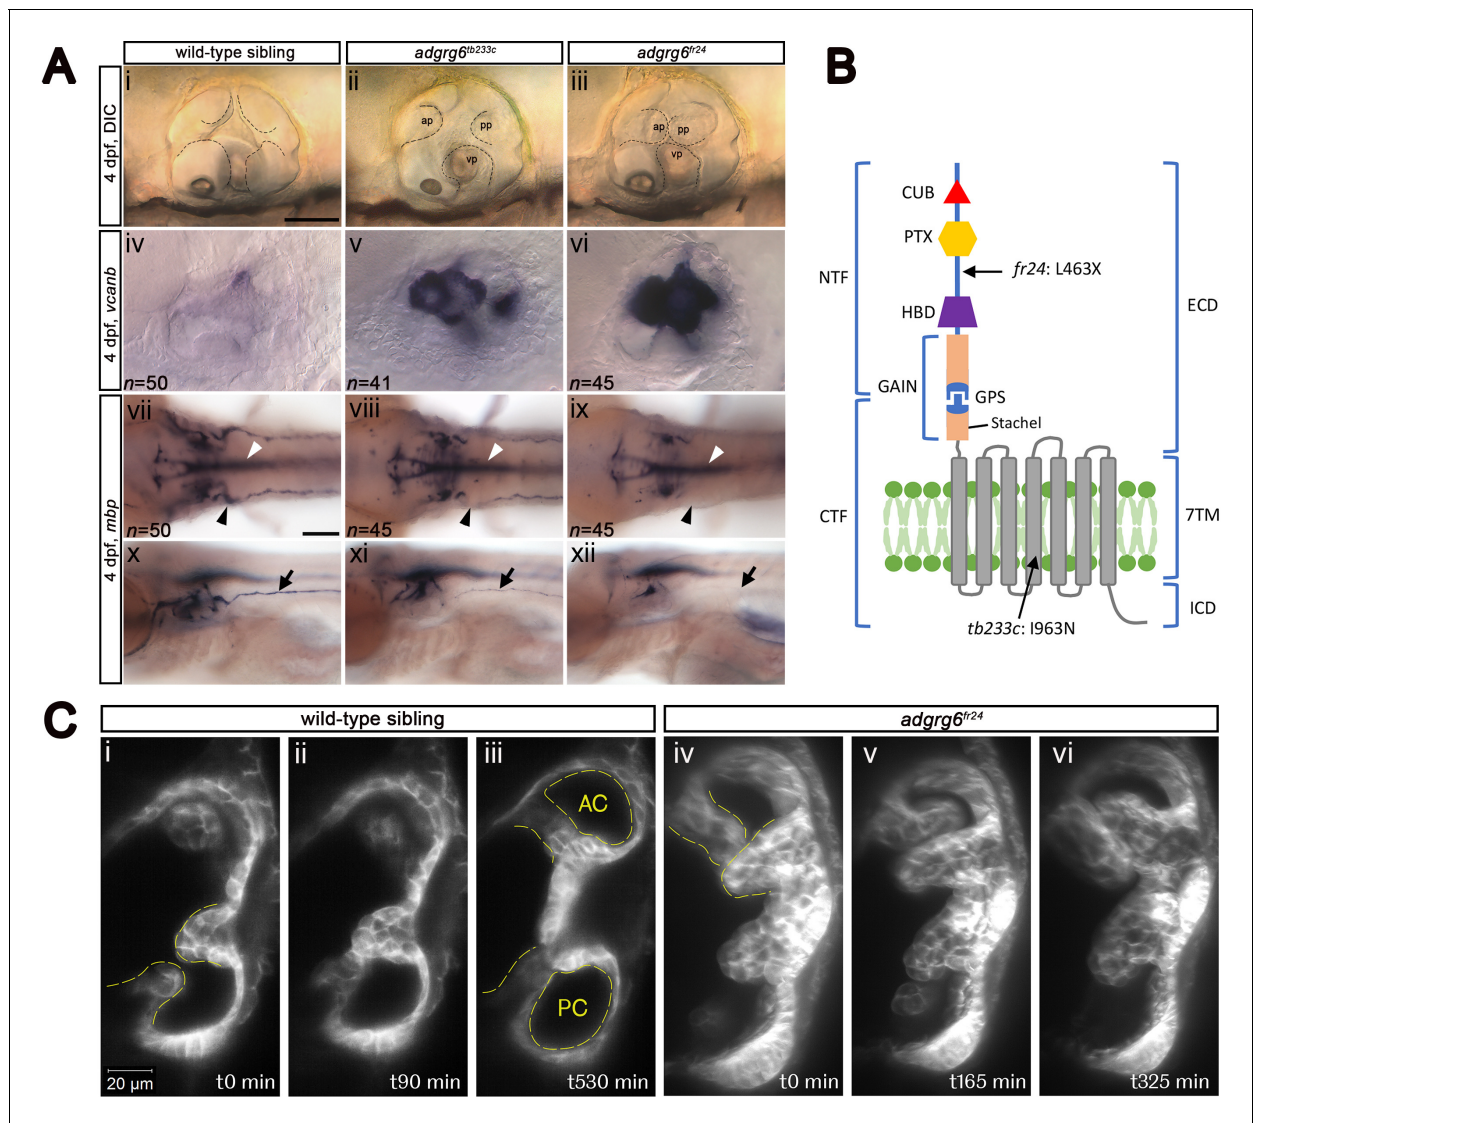 A
B
wild-type sibling
adgrg6tb233c
adgrg6fr24
4 dpf, DIC
i
ii
ap
pp
vp
iii
ap
pp
vp
4 dpf, vcanb
iv
n=50
v
n=41
vi
n=45
4 dpf, mbp
vii
n=50
viii
n=45
ix
n=45
x
xi
xii
CUB
PTX
fr24: L463X
NTF
HBD
ECD
GAIN
GPS
Stachel
CTF
7TM
ICD
tb233c: I963N
C
wild-type sibling
adgrg6fr24
i
20 µm
t0 min
ii
t90 min
iii
AC
PC
t530 min
iv
t0 min
v
t165 min
vi
t325 min